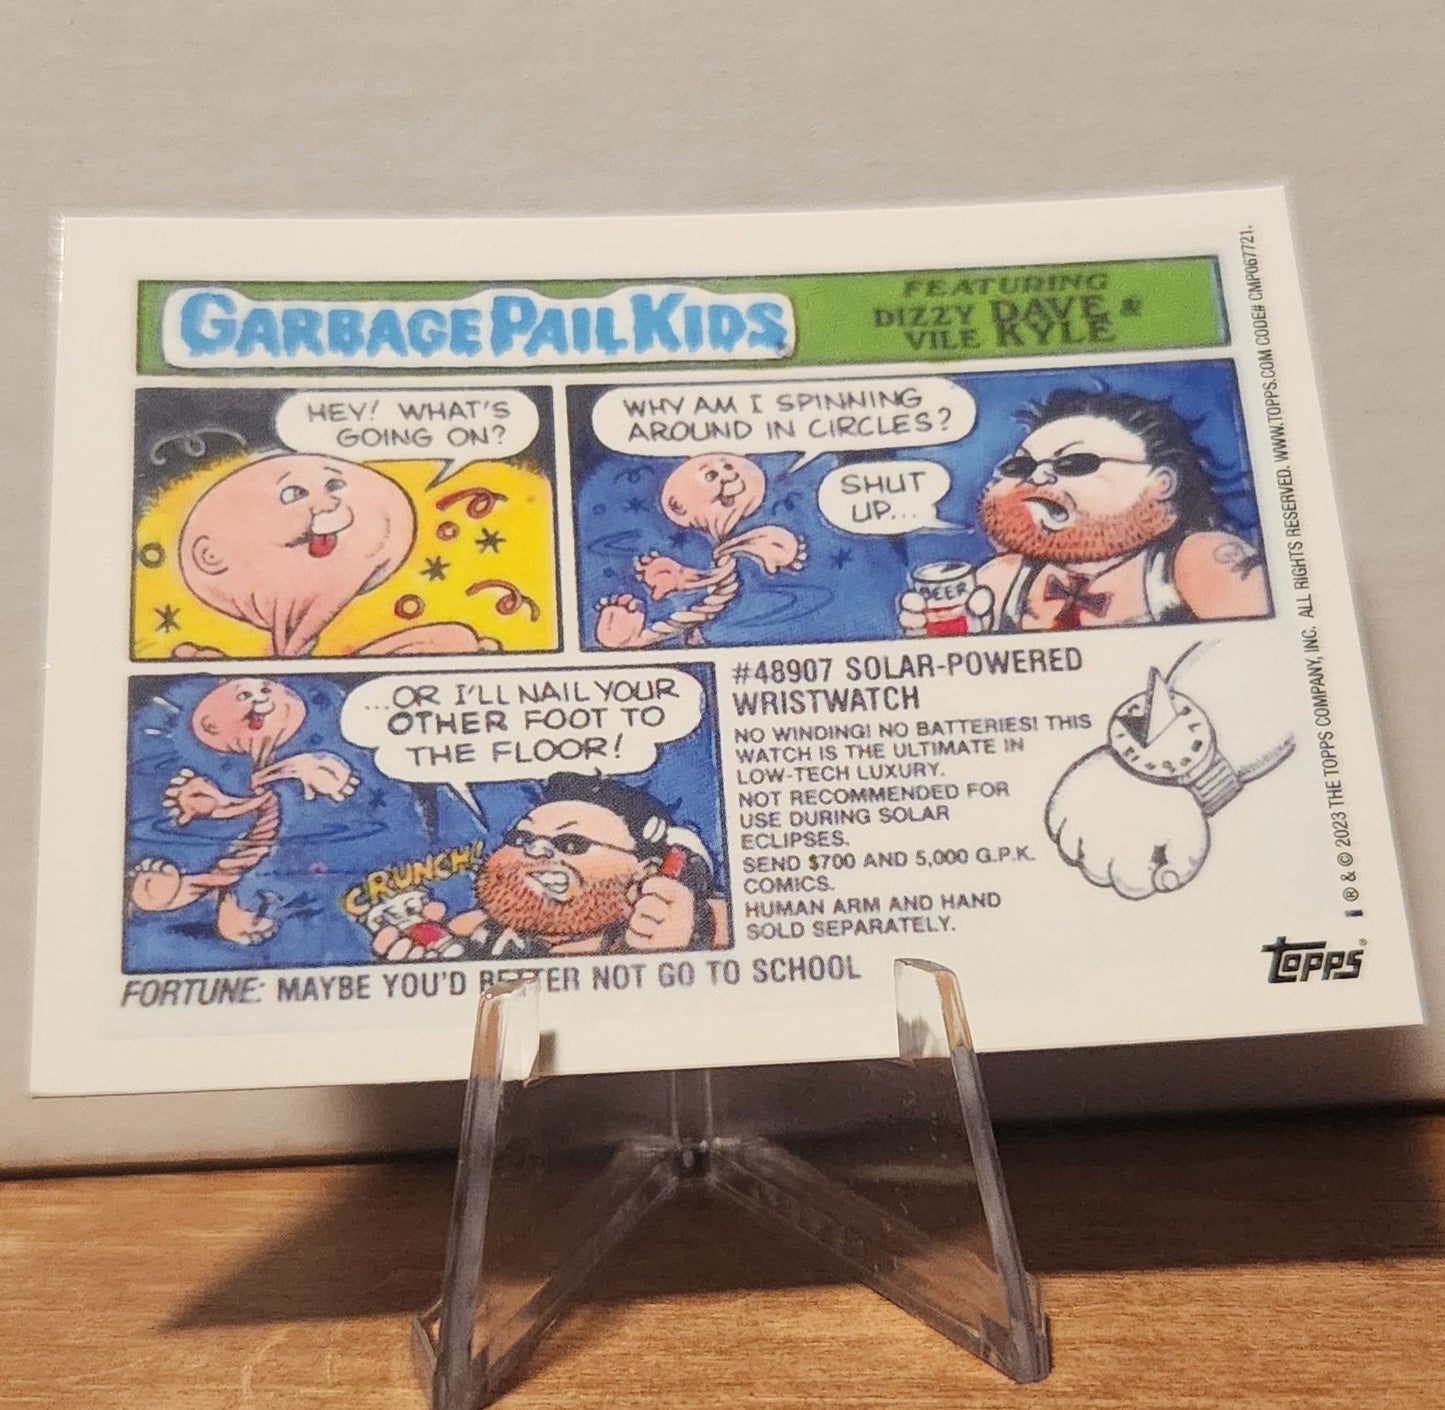 GARBAGE PAIL KIDS
FEATURING
DIZZY DAVE &
VILE KYLE
HEY! WHAT'S
GOING ON?
WHY AM I SPINNING
AROUND IN CIRCLES?
SHUT
UP...
BEER
...OR I'LL NAIL YOUR
OTHER FOOT TO
THE FLOOR!
CRUNCH!
#48907 SOLAR-POWERED
WRISTWATCH
NO WINDING! NO BATTERIES! THIS
WATCH IS THE ULTIMATE IN
LOW-TECH LUXURY.
NOT RECOMMENDED FOR
USE DURING SOLAR
ECLIPSES.
SEND $700 AND 5,000 G.P.K.
COMICS.
HUMAN ARM AND HAND
SOLD SEPARATELY.
FORTUNE: MAYBE YOU'D BETTER NOT GO TO SCHOOL
® & © 2023 THE TOPPS COMPANY, INC. ALL RIGHTS RESERVED. WWW.TOPPS.COM CODE# CMP067721.
topps®